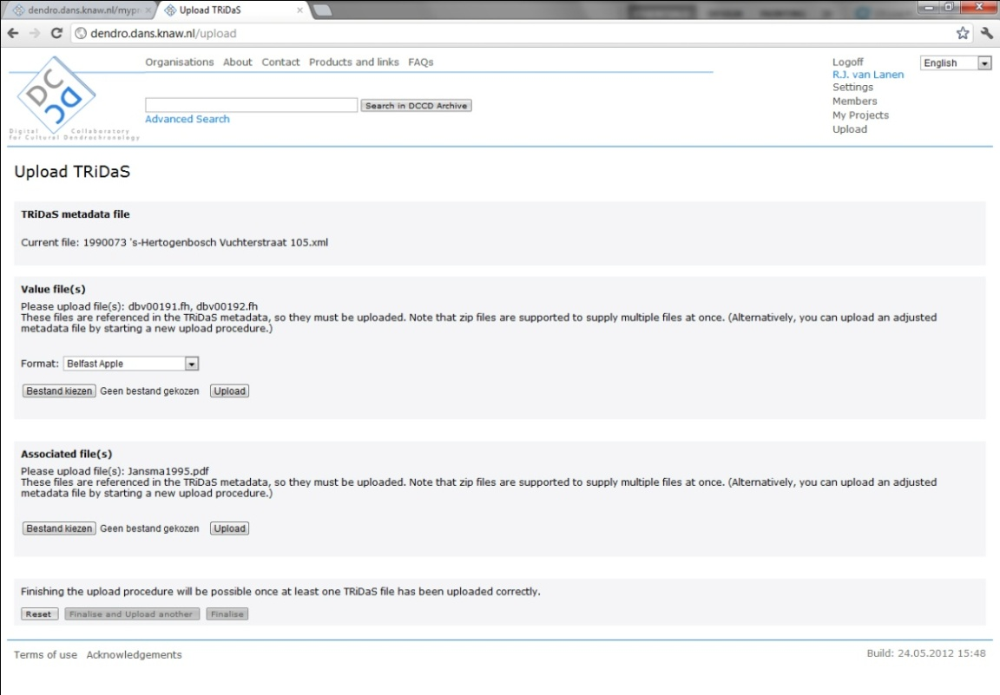 dendro.dans.knaw.nl/mypr
Upload TRiDaS
dendro.dans.knaw.nl/upload
Organisations About Contact Products and links FAQs
Logoff
English
R.J. van Lanen
Settings
Members
My Projects
Upload
DC
CD
Digital Collaboratory
for Cultural Dendrochronology
Search in DCCD Archive
Advanced Search
Upload TRiDaS
TRiDaS metadata file
Current file: 1990073 's-Hertogenbosch Vuchterstraat 105.xml
Value file(s)
Please upload file(s): dbv00191.fh, dbv00192.fh
These files are referenced in the TRiDaS metadata, so they must be uploaded. Note that zip files are supported to supply multiple files at once. (Alternatively, you can upload an adjusted
metadata file by starting a new upload procedure.)
Format: Belfast Apple
Bestand kiezen Geen bestand gekozen Upload
Associated file(s)
Please upload file(s): Jansma1995.pdf
These files are referenced in the TRiDaS metadata, so they must be uploaded. Note that zip files are supported to supply multiple files at once. (Alternatively, you can upload an adjusted
metadata file by starting a new upload procedure.)
Bestand kiezen Geen bestand gekozen Upload
Finishing the upload procedure will be possible once at least one TRiDaS file has been uploaded correctly.
Reset Finalise and Upload another Finalise
Terms of use Acknowledgements
Build: 24.05.2012 15:48